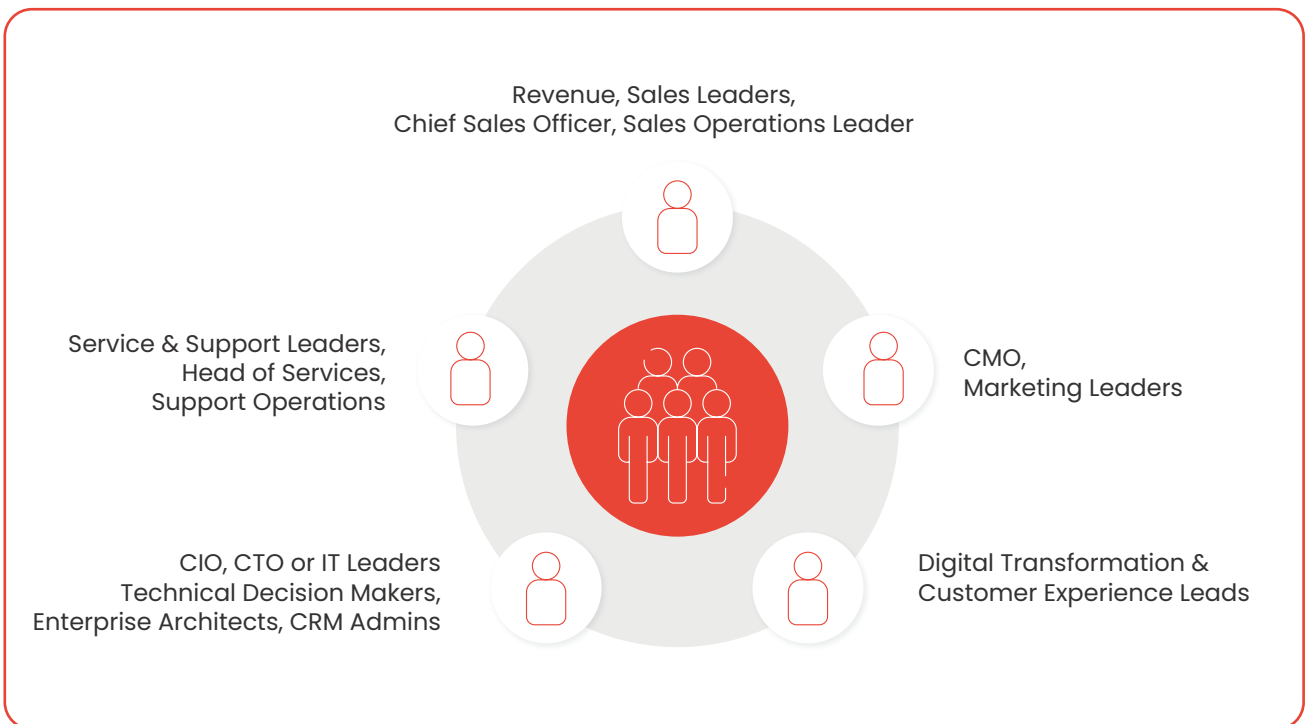 Revenue, Sales Leaders,
Chief Sales Officer, Sales Operations Leader
Service & Support Leaders,
Head of Services,
Support Operations
CMO,
Marketing Leaders
CIO, CTO or IT Leaders
Technical Decision Makers,
Enterprise Architects, CRM Admins
Digital Transformation &
Customer Experience Leads